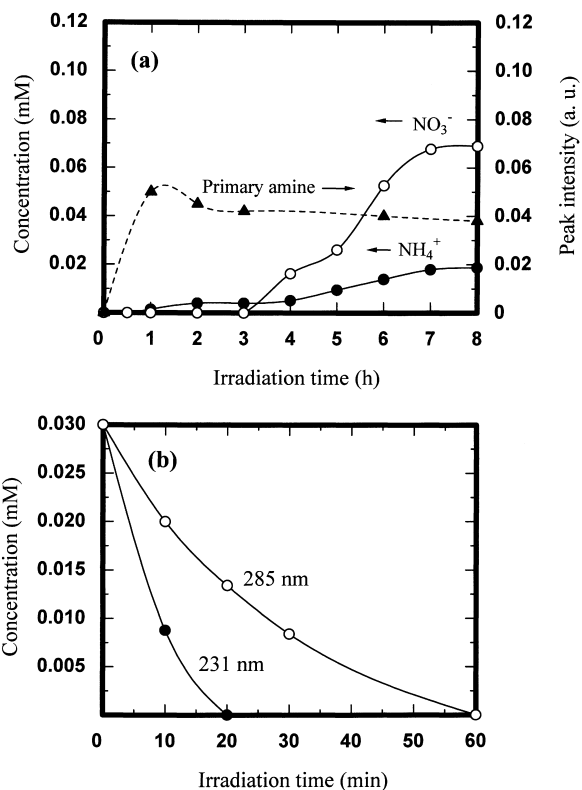 0.12 0.12
(a)
0.10 0.10
NO₃⁻
0.08 0.08
0.06 0.06
Primary amine
0.04 0.04
NH₄⁺
0.02 0.02
0
0 1 2 3 4 5 6 7 8
Concentration (mM)
Peak intensity (a. u.)
Irradiation time (h)
0.030
(b)
0.025
0.020
0.015
285 nm
0.010
231 nm
0.005
0 10 20 30 40 50 60
Concentration (mM)
Irradiation time (min)